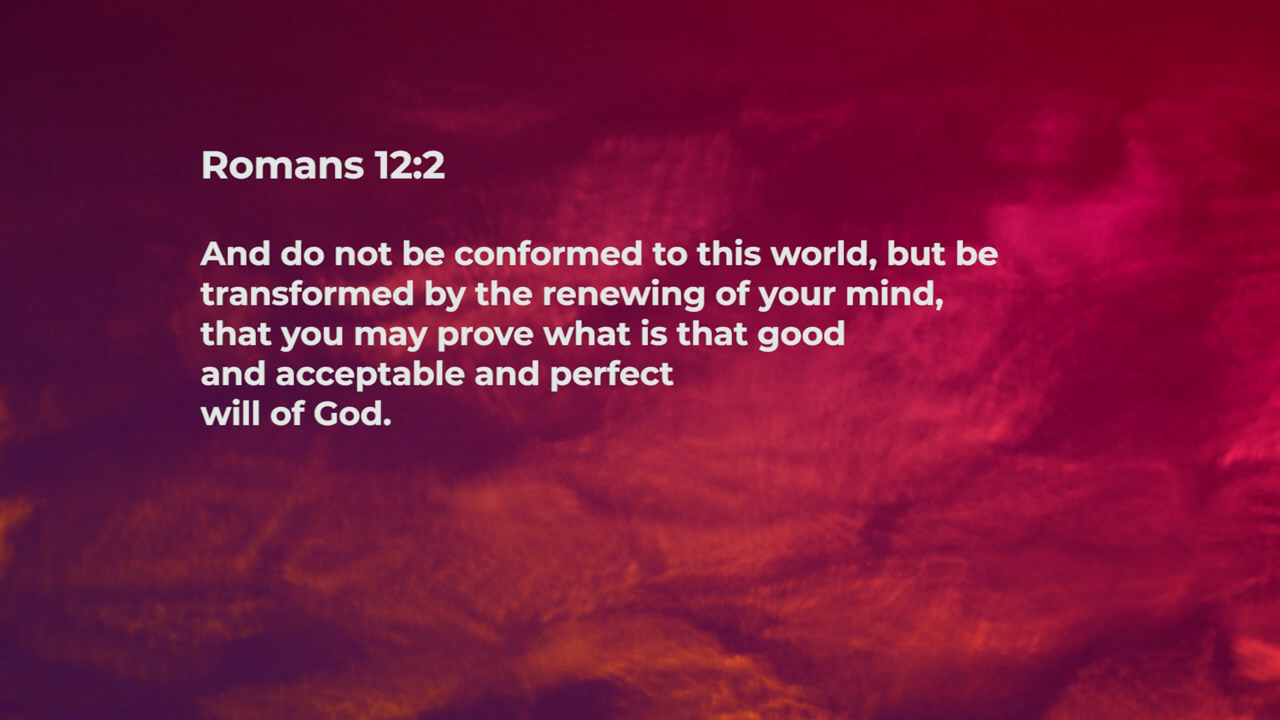 Romans 12:2
And do not be conformed to this world, but be
transformed by the renewing of your mind,
that you may prove what is that good
and acceptable and perfect
will of God.